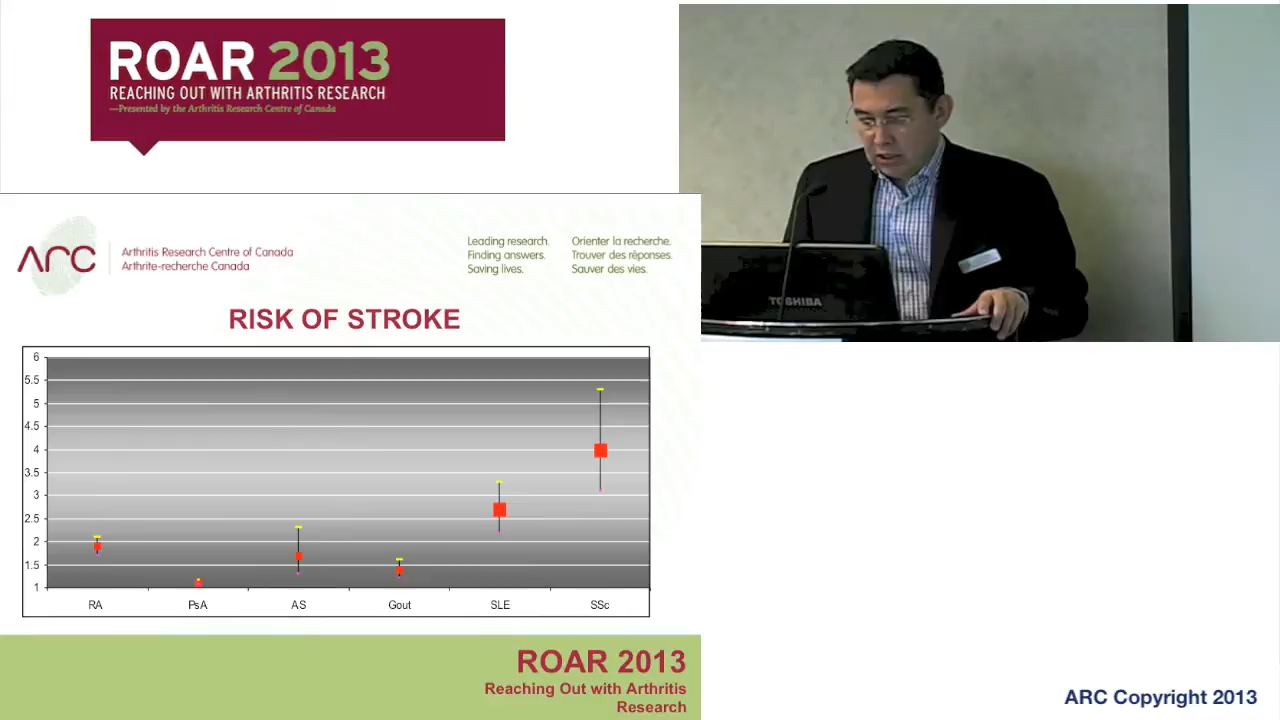 ROAR 2013
REACHING OUT WITH ARTHRITIS RESEARCH
—Presented by the Arthritis Research Centre of Canada
TOSHIBA
ARC
Arthritis Research Centre of Canada
Arthrite-recherche Canada
Leading research.
Finding answers.
Saving lives.
Orienter la recherche.
Trouver des réponses.
Sauver des vies.
RISK OF STROKE
6
5.5
5
4.5
4
3.5
3
2.5
2
1.5
1
RA PsA AS Gout SLE SSc
ROAR 2013
Reaching Out with Arthritis
Research
ARC Copyright 2013